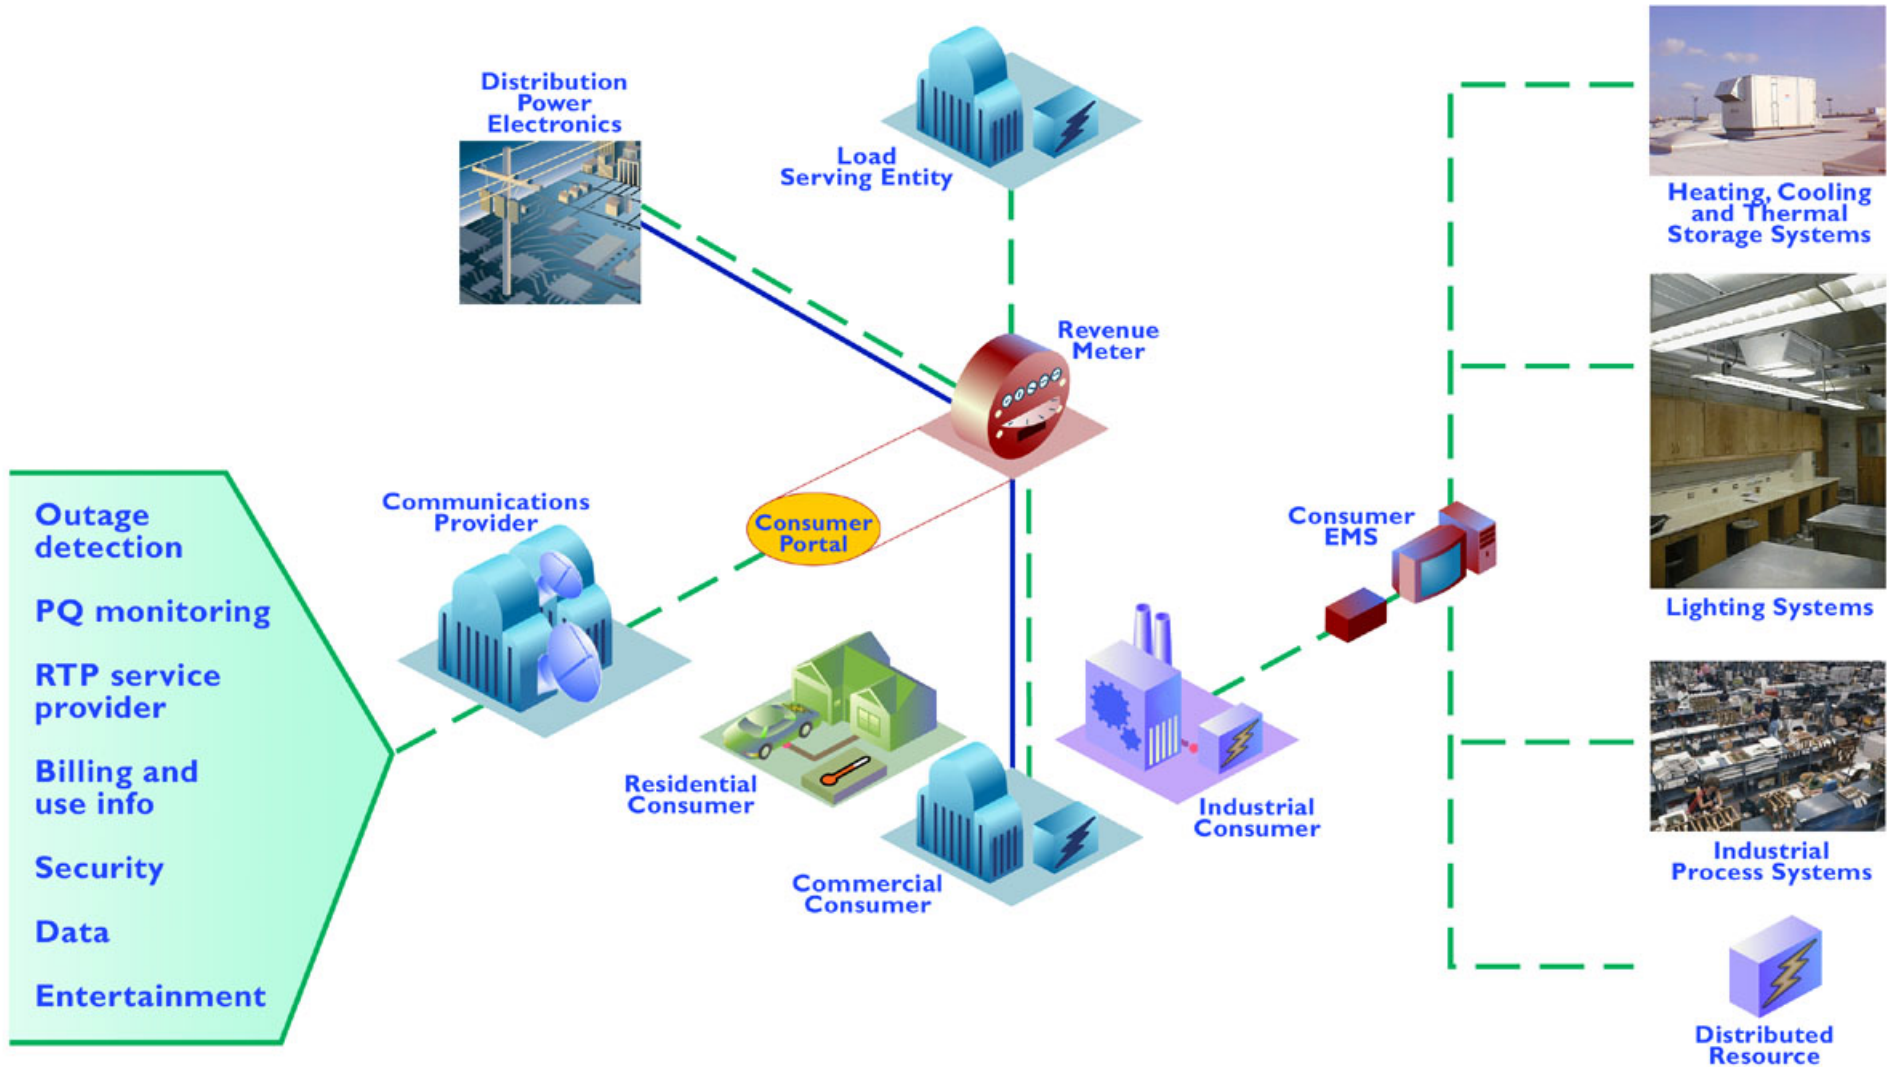 Distribution
Power
Electronics
Load
Serving Entity
Heating, Cooling
and Thermal
Storage Systems
Revenue
Meter
Communications
Provider
Consumer
Portal
Consumer
EMS
Lighting Systems
Outage
detection
PQ monitoring
RTP service
provider
Billing and
use info
Security
Data
Entertainment
Residential
Consumer
Commercial
Consumer
Industrial
Consumer
Industrial
Process Systems
Distributed
Resource